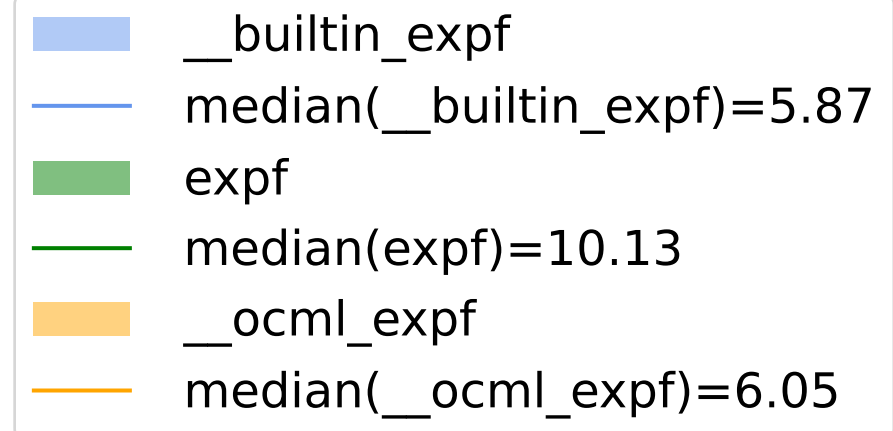 __builtin_expf
median(__builtin_expf)=5.87
expf
median(expf)=10.13
__ocml_expf
median(__ocml_expf)=6.05